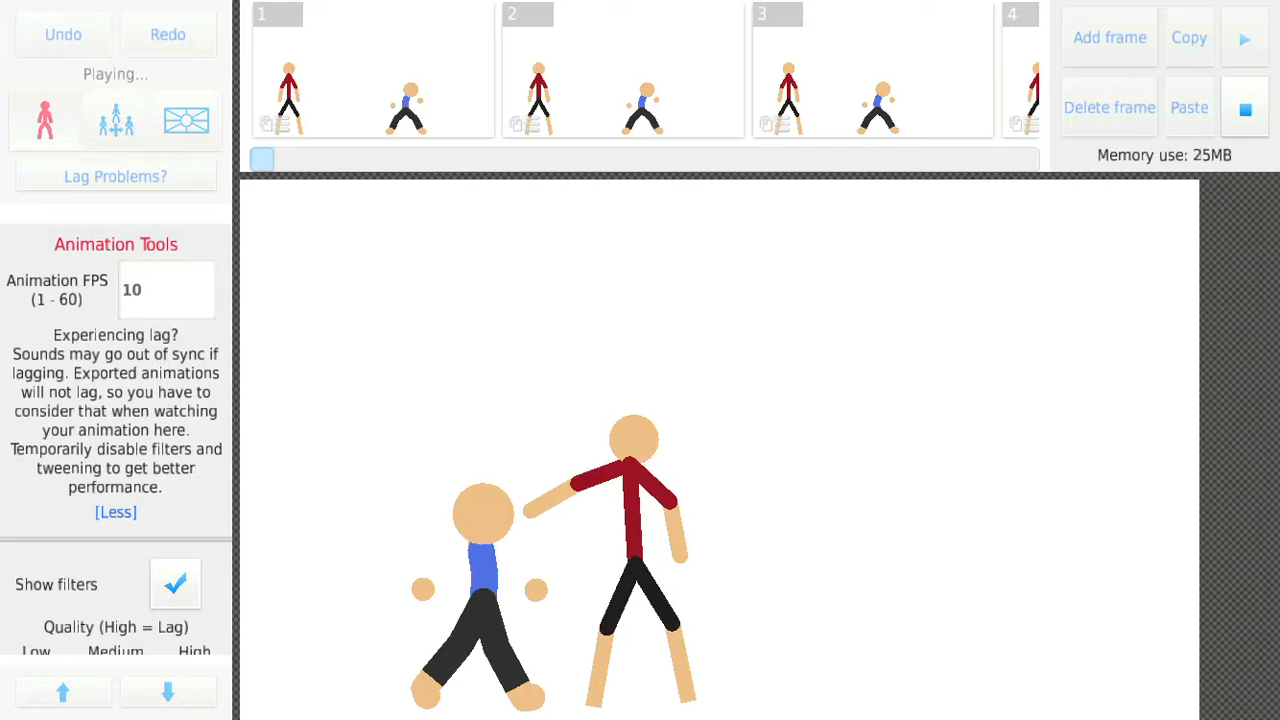 Undo Redo
Playing...
Lag Problems?
1 2 3 4
Add frame Copy
Delete frame Paste
Memory use: 25MB
Animation Tools
Animation FPS
(1 - 60)
10
Experiencing lag?
Sounds may go out of sync if
lagging. Exported animations
will not lag, so you have to
consider that when watching
your animation here.
Temporarily disable filters and
tweening to get better
performance.
[Less]
Show filters
Quality (High = Lag)
Low Medium High